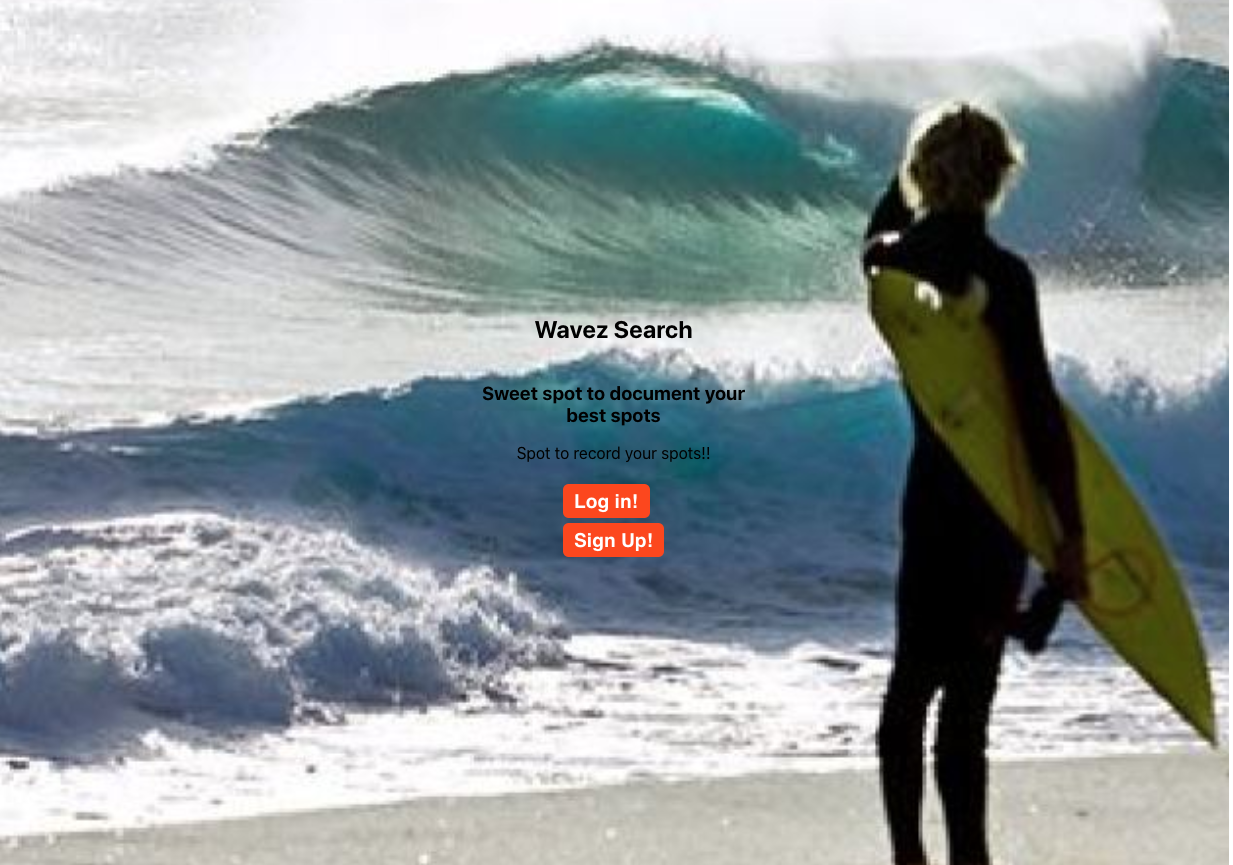 Wavez Search
Sweet spot to document your
best spots
Spot to record your spots!!
Log in!
Sign Up!